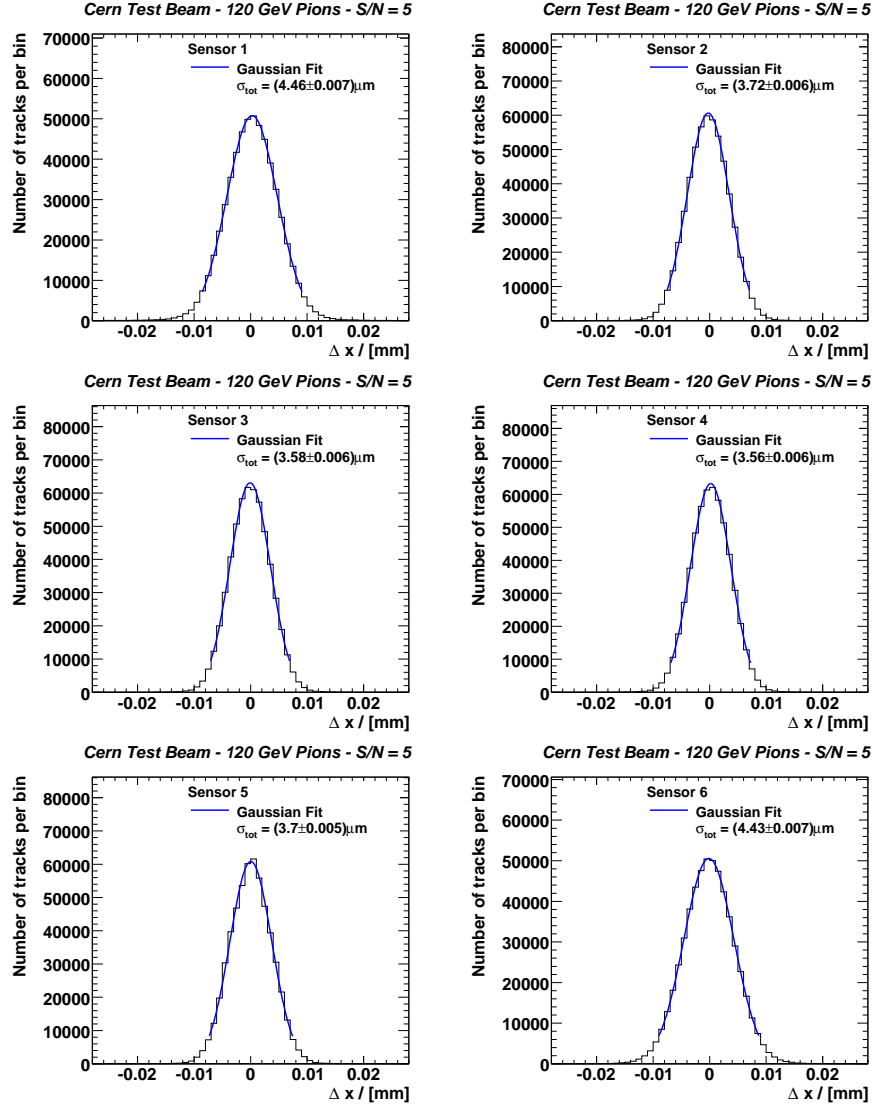 Cern Test Beam - 120 GeV Pions - S/N = 5
Number of tracks per bin
70000
60000
50000
40000
30000
20000
10000
0
Sensor 1
Gaussian Fit
σtot = (4.46±0.007)μm
-0.02 -0.01 0 0.01 0.02
Δ x / [mm]
Cern Test Beam - 120 GeV Pions - S/N = 5
Number of tracks per bin
80000
70000
60000
50000
40000
30000
20000
10000
0
Sensor 2
Gaussian Fit
σtot = (3.72±0.006)μm
-0.02 -0.01 0 0.01 0.02
Δ x / [mm]
Cern Test Beam - 120 GeV Pions - S/N = 5
Number of tracks per bin
80000
70000
60000
50000
40000
30000
20000
10000
0
Sensor 3
Gaussian Fit
σtot = (3.58±0.006)μm
-0.02 -0.01 0 0.01 0.02
Δ x / [mm]
Cern Test Beam - 120 GeV Pions - S/N = 5
Number of tracks per bin
80000
70000
60000
50000
40000
30000
20000
10000
0
Sensor 4
Gaussian Fit
σtot = (3.56±0.006)μm
-0.02 -0.01 0 0.01 0.02
Δ x / [mm]
Cern Test Beam - 120 GeV Pions - S/N = 5
Number of tracks per bin
80000
70000
60000
50000
40000
30000
20000
10000
0
Sensor 5
Gaussian Fit
σtot = (3.7±0.005)μm
-0.02 -0.01 0 0.01 0.02
Δ x / [mm]
Cern Test Beam - 120 GeV Pions - S/N = 5
Number of tracks per bin
70000
60000
50000
40000
30000
20000
10000
0
Sensor 6
Gaussian Fit
σtot = (4.43±0.007)μm
-0.02 -0.01 0 0.01 0.02
Δ x / [mm]